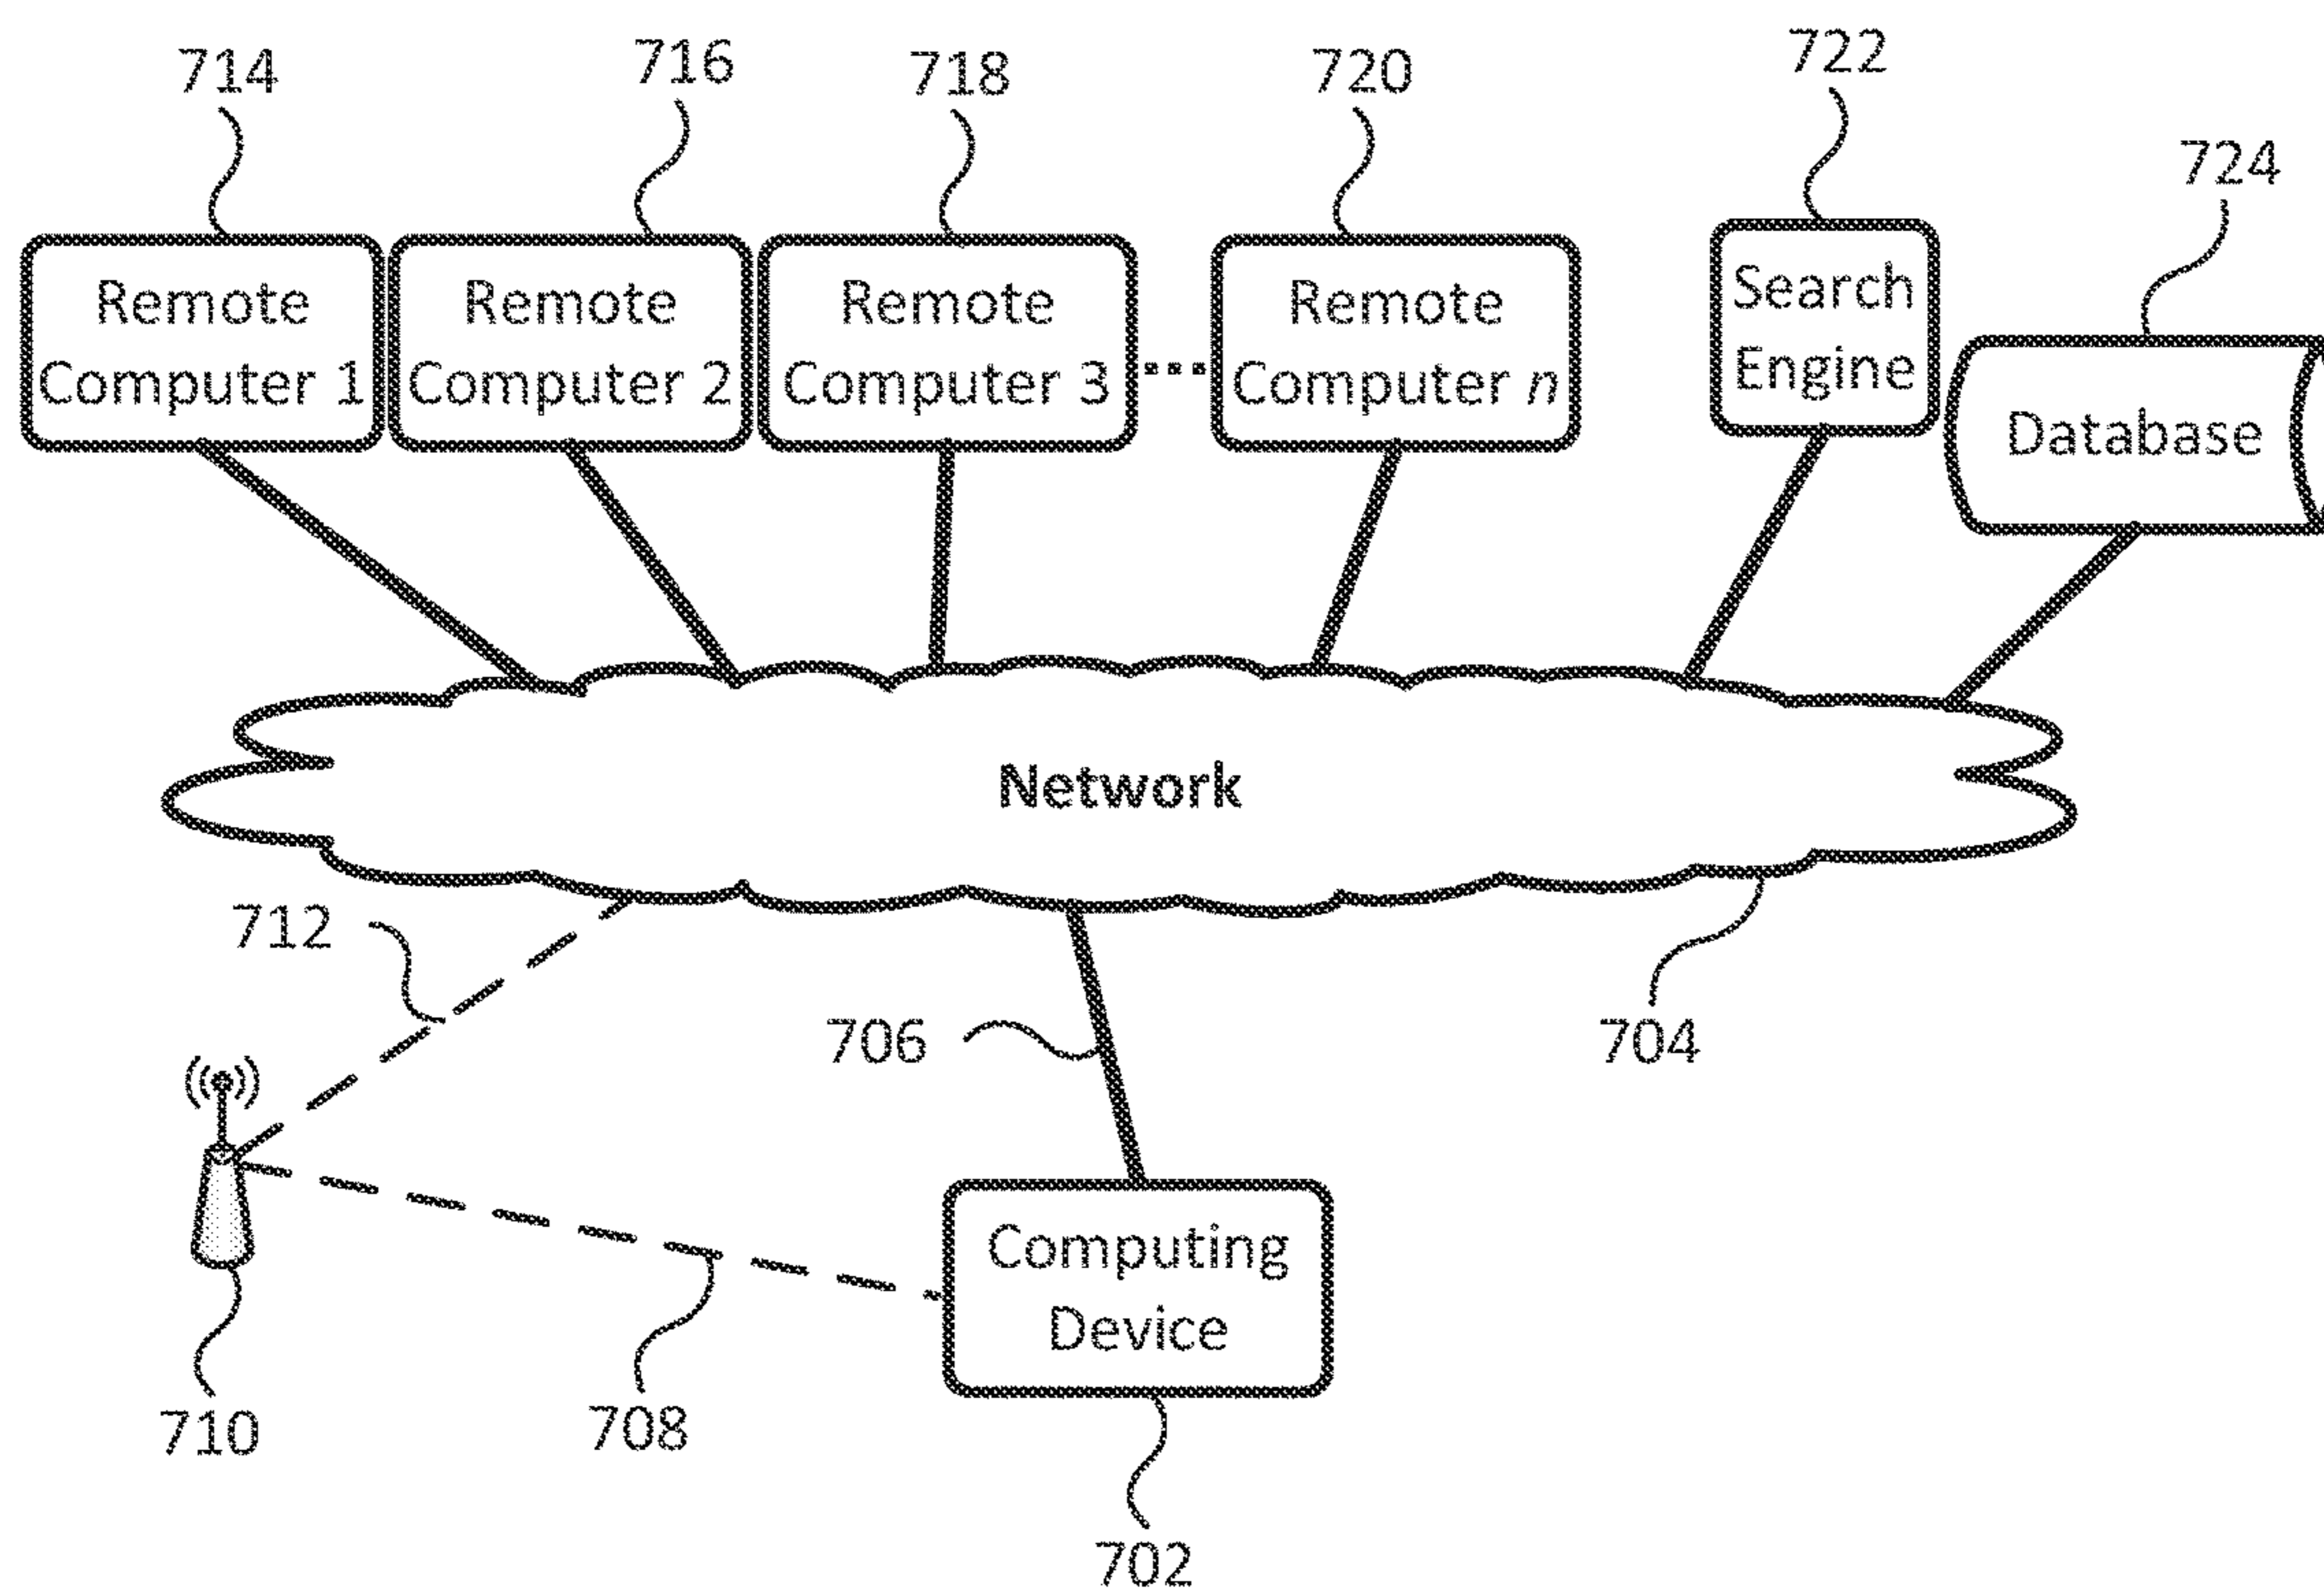 714
716
718
720
722
724
Remote
Computer 1
Remote
Computer 2
Remote
Computer 3
...
Remote
Computer n
Search
Engine
Database
Network
712
706
704
Computing
Device
710
708
702